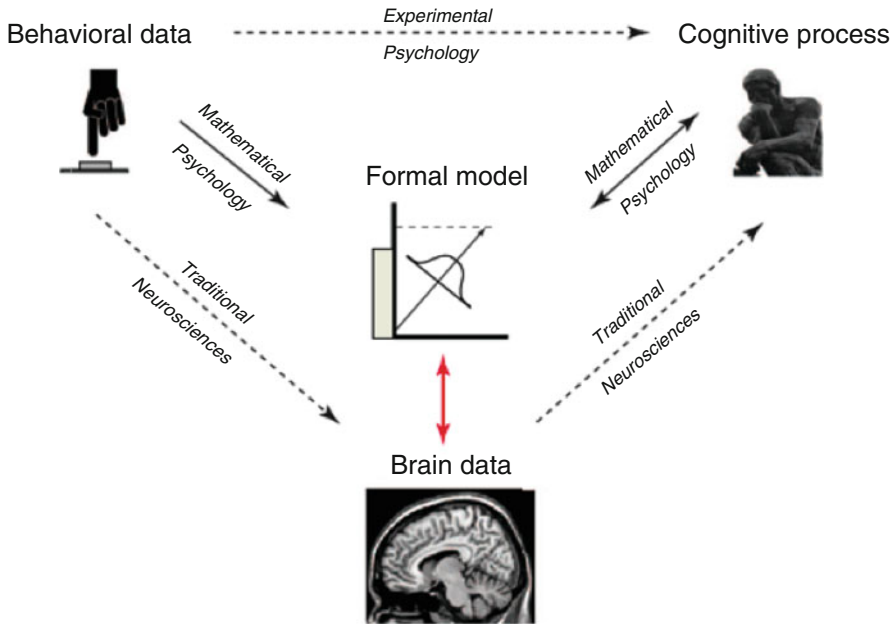 Experimental
Behavioral data
Cognitive process
Psychology
Mathematical
Psychology
Mathematical
Psychology
Formal model
Traditional
Neurosciences
Traditional
Neurosciences
Brain data